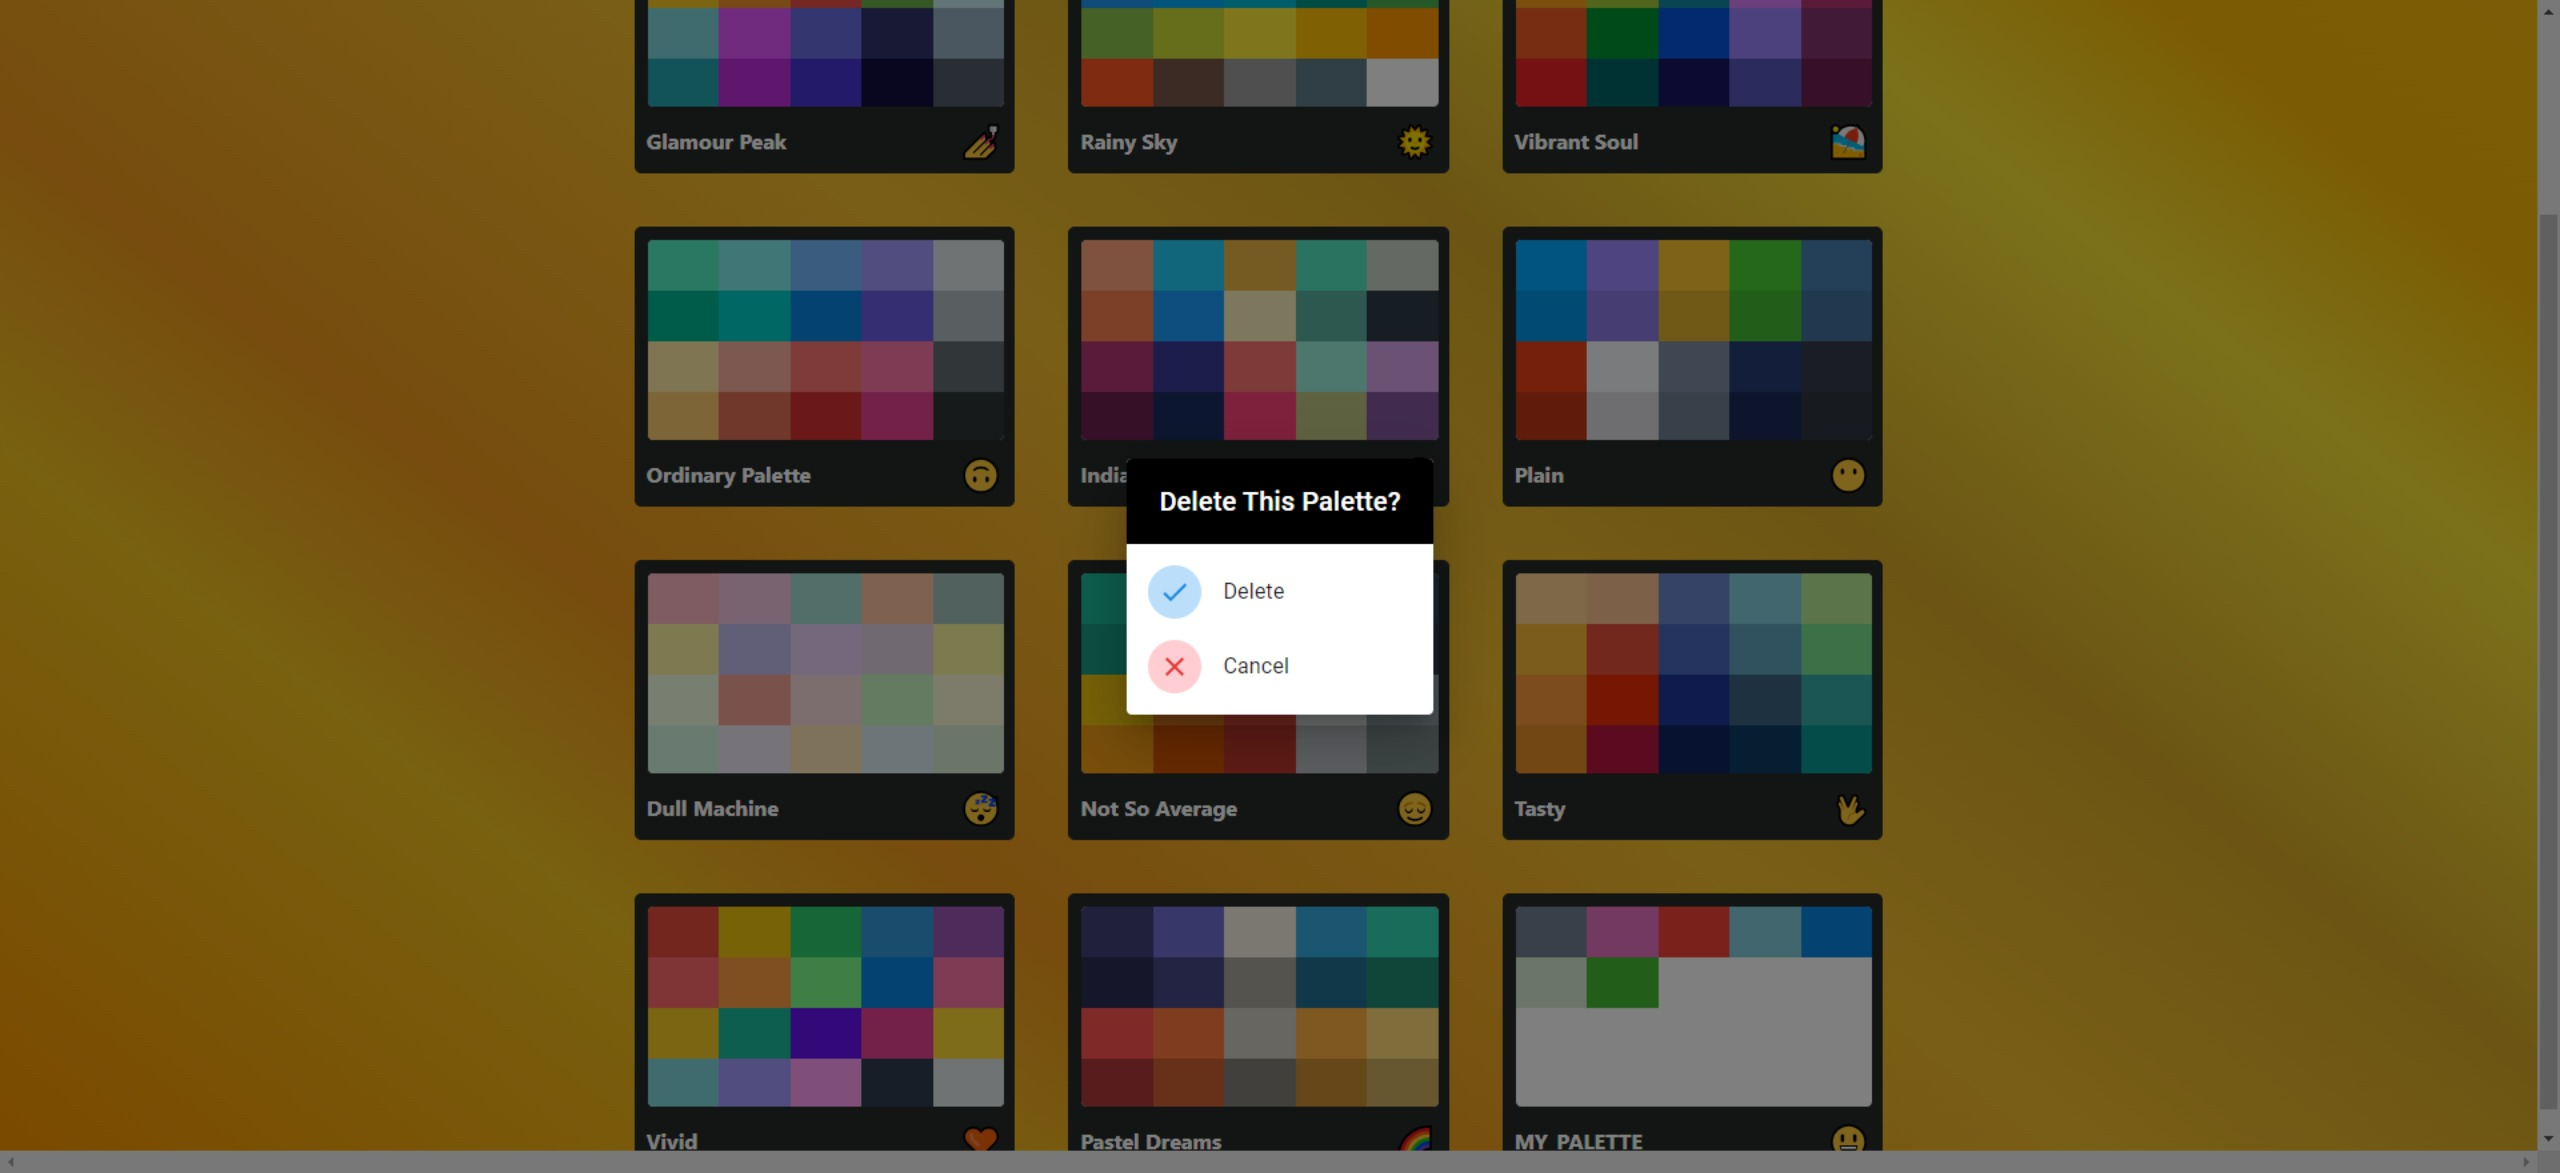 Glamour Peak
Rainy Sky
Vibrant Soul
Ordinary Palette
Plain
Delete This Palette?
Delete
Cancel
Dull Machine
Not So Average
Tasty
Vivid
Pastel Dreams
MY PALETTE